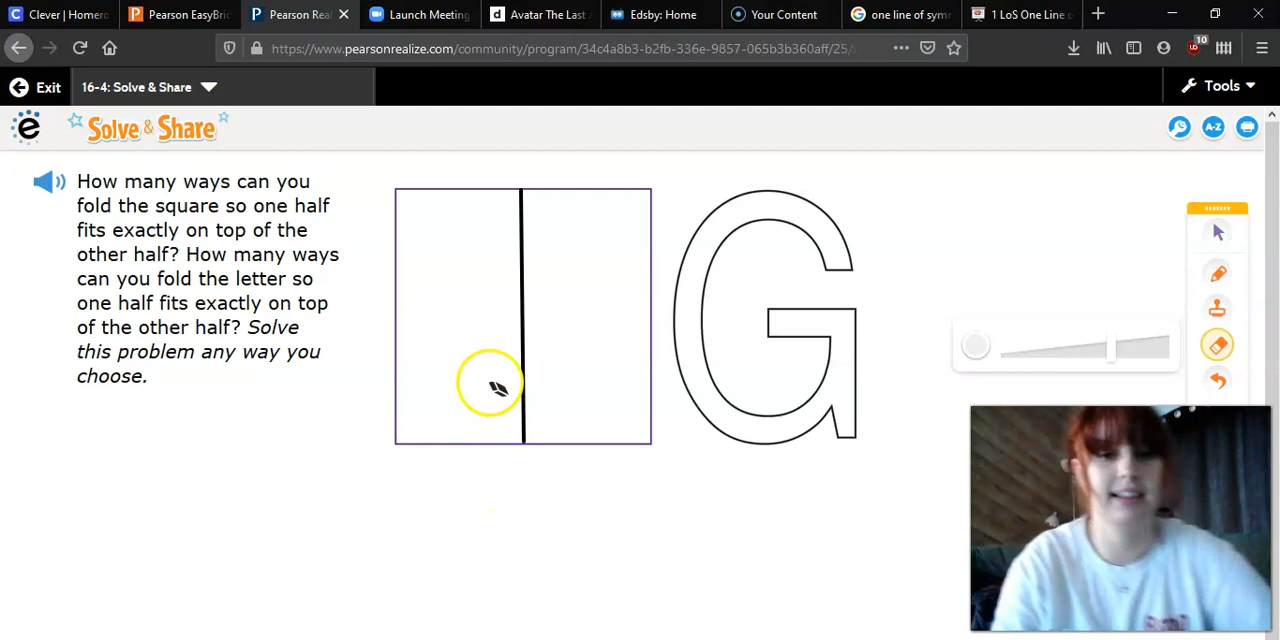 Clever | Homero
Pearson EasyBri
Pearson Rea
Launch Meeting
Avatar The Last
Edsby: Home
Your Content
one line of sym
1 LoS One Line o
10
https://www.pearsonrealize.com/community/program/34c4a8b3-b2fb-336e-9857-065b3b360aff/25/
Exit
16-4: Solve & Share
Tools
e
Solve & Share
A-Z
How many ways can you
fold the square so one half
fits exactly on top of the
other half? How many ways
can you fold the letter so
one half fits exactly on top
of the other half? Solve
this problem any way you
choose.
G